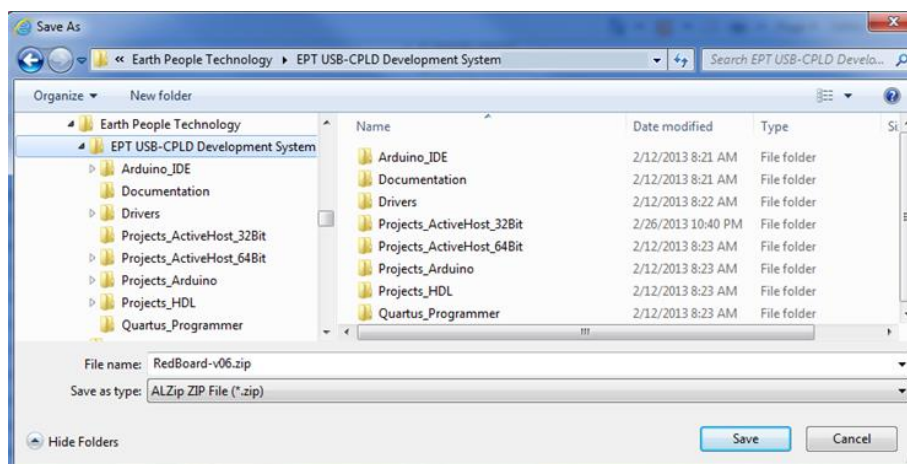 Save As
« Earth People Technology ▸ EPT USB-CPLD Development System
Search EPT USB-CPLD Develo...
Organize
New folder
Earth People Technology
EPT USB-CPLD Development System
Arduino_IDE
Documentation
Drivers
Projects_ActiveHost_32Bit
Projects_ActiveHost_64Bit
Projects_Arduino
Projects_HDL
Quartus_Programmer
Name Date modified Type Si
Arduino_IDE 2/12/2013 8:21 AM File folder
Documentation 2/12/2013 8:21 AM File folder
Drivers 2/12/2013 8:22 AM File folder
Projects_ActiveHost_32Bit 2/26/2013 10:40 PM File folder
Projects_ActiveHost_64Bit 2/12/2013 8:23 AM File folder
Projects_Arduino 2/12/2013 8:23 AM File folder
Projects_HDL 2/12/2013 8:23 AM File folder
Quartus_Programmer 2/12/2013 8:23 AM File folder
File name: RedBoard-v06.zip
Save as type: ALZip ZIP File (*.zip)
Hide Folders
Save
Cancel